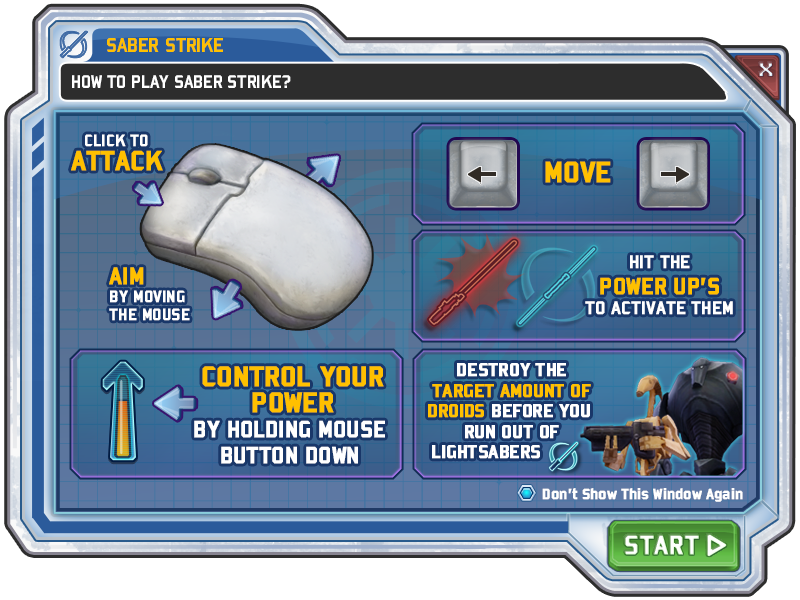 SABER STRIKE
HOW TO PLAY SABER STRIKE?
CLICK TO
ATTACK
AIM
BY MOVING
THE MOUSE
MOVE
HIT THE
POWER UP'S
TO ACTIVATE THEM
CONTROL YOUR
POWER
BY HOLDING MOUSE
BUTTON DOWN
DESTROY THE
TARGET AMOUNT OF
DROIDS BEFORE YOU
RUN OUT OF
LIGHTSABERS
Don't Show This Window Again
START
X